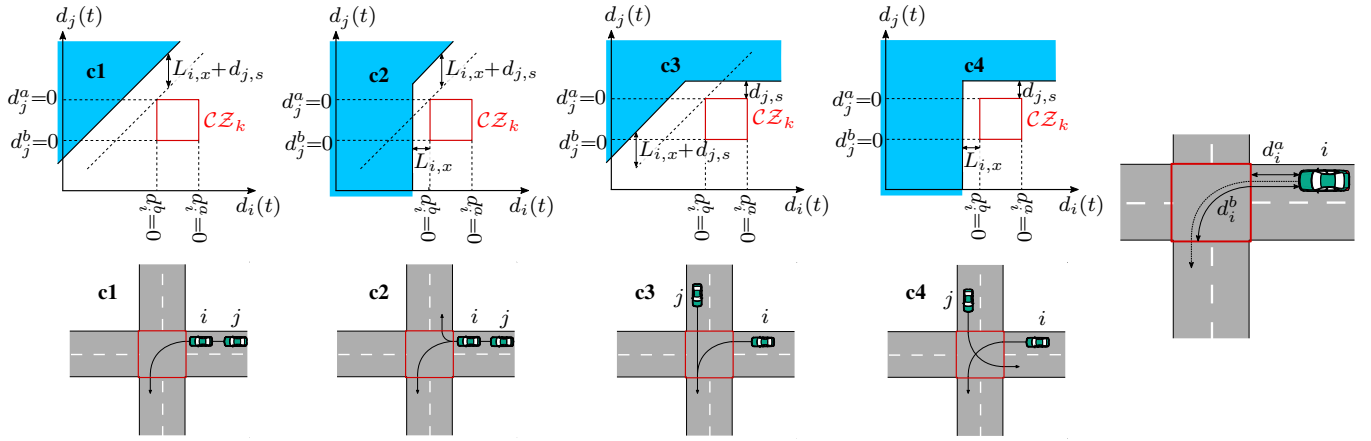 d_j(t)
c1
L_{i,x}+d_{j,s}
d_j^a=0
d_j^b=0
CZ_k
d_i^b=0
d_i^a=0
d_i(t)
d_j(t)
c2
L_{i,x}+d_{j,s}
d_j^a=0
d_j^b=0
CZ_k
L_{i,x}
d_i^b=0
d_i^a=0
d_i(t)
d_j(t)
c3
d_j^a=0
d_{j,s}
d_j^b=0
CZ_k
L_{i,x}+d_{j,s}
d_i^b=0
d_i^a=0
d_i(t)
d_j(t)
c4
d_j^a=0
d_{j,s}
d_j^b=0
CZ_k
L_{i,x}
d_i^b=0
d_i^a=0
d_i(t)
d_i^a
i
d_i^b
c1
i
j
c2
i
j
c3
j
i
c4
j
i